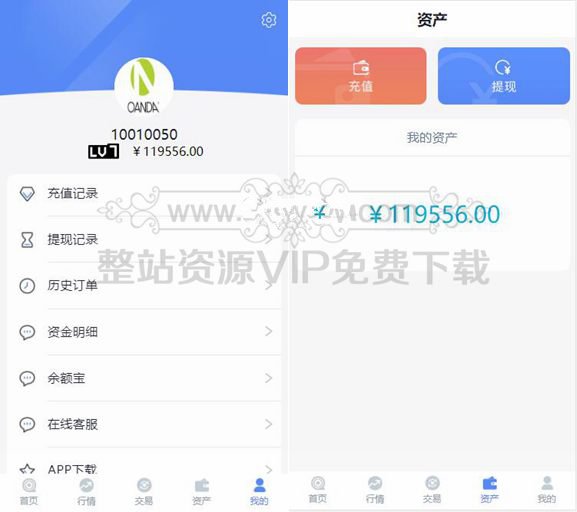 OANDA
10010050
LV7 ￥119556.00
充值记录
提现记录
历史订单
资金明细
余额宝
在线客服
APP下载
首页 行情 交易 资产 我的
资产
充值 提现
我的资产
￥119556.00
首页 行情 交易 资产 我的
整站资源VIP免费下载